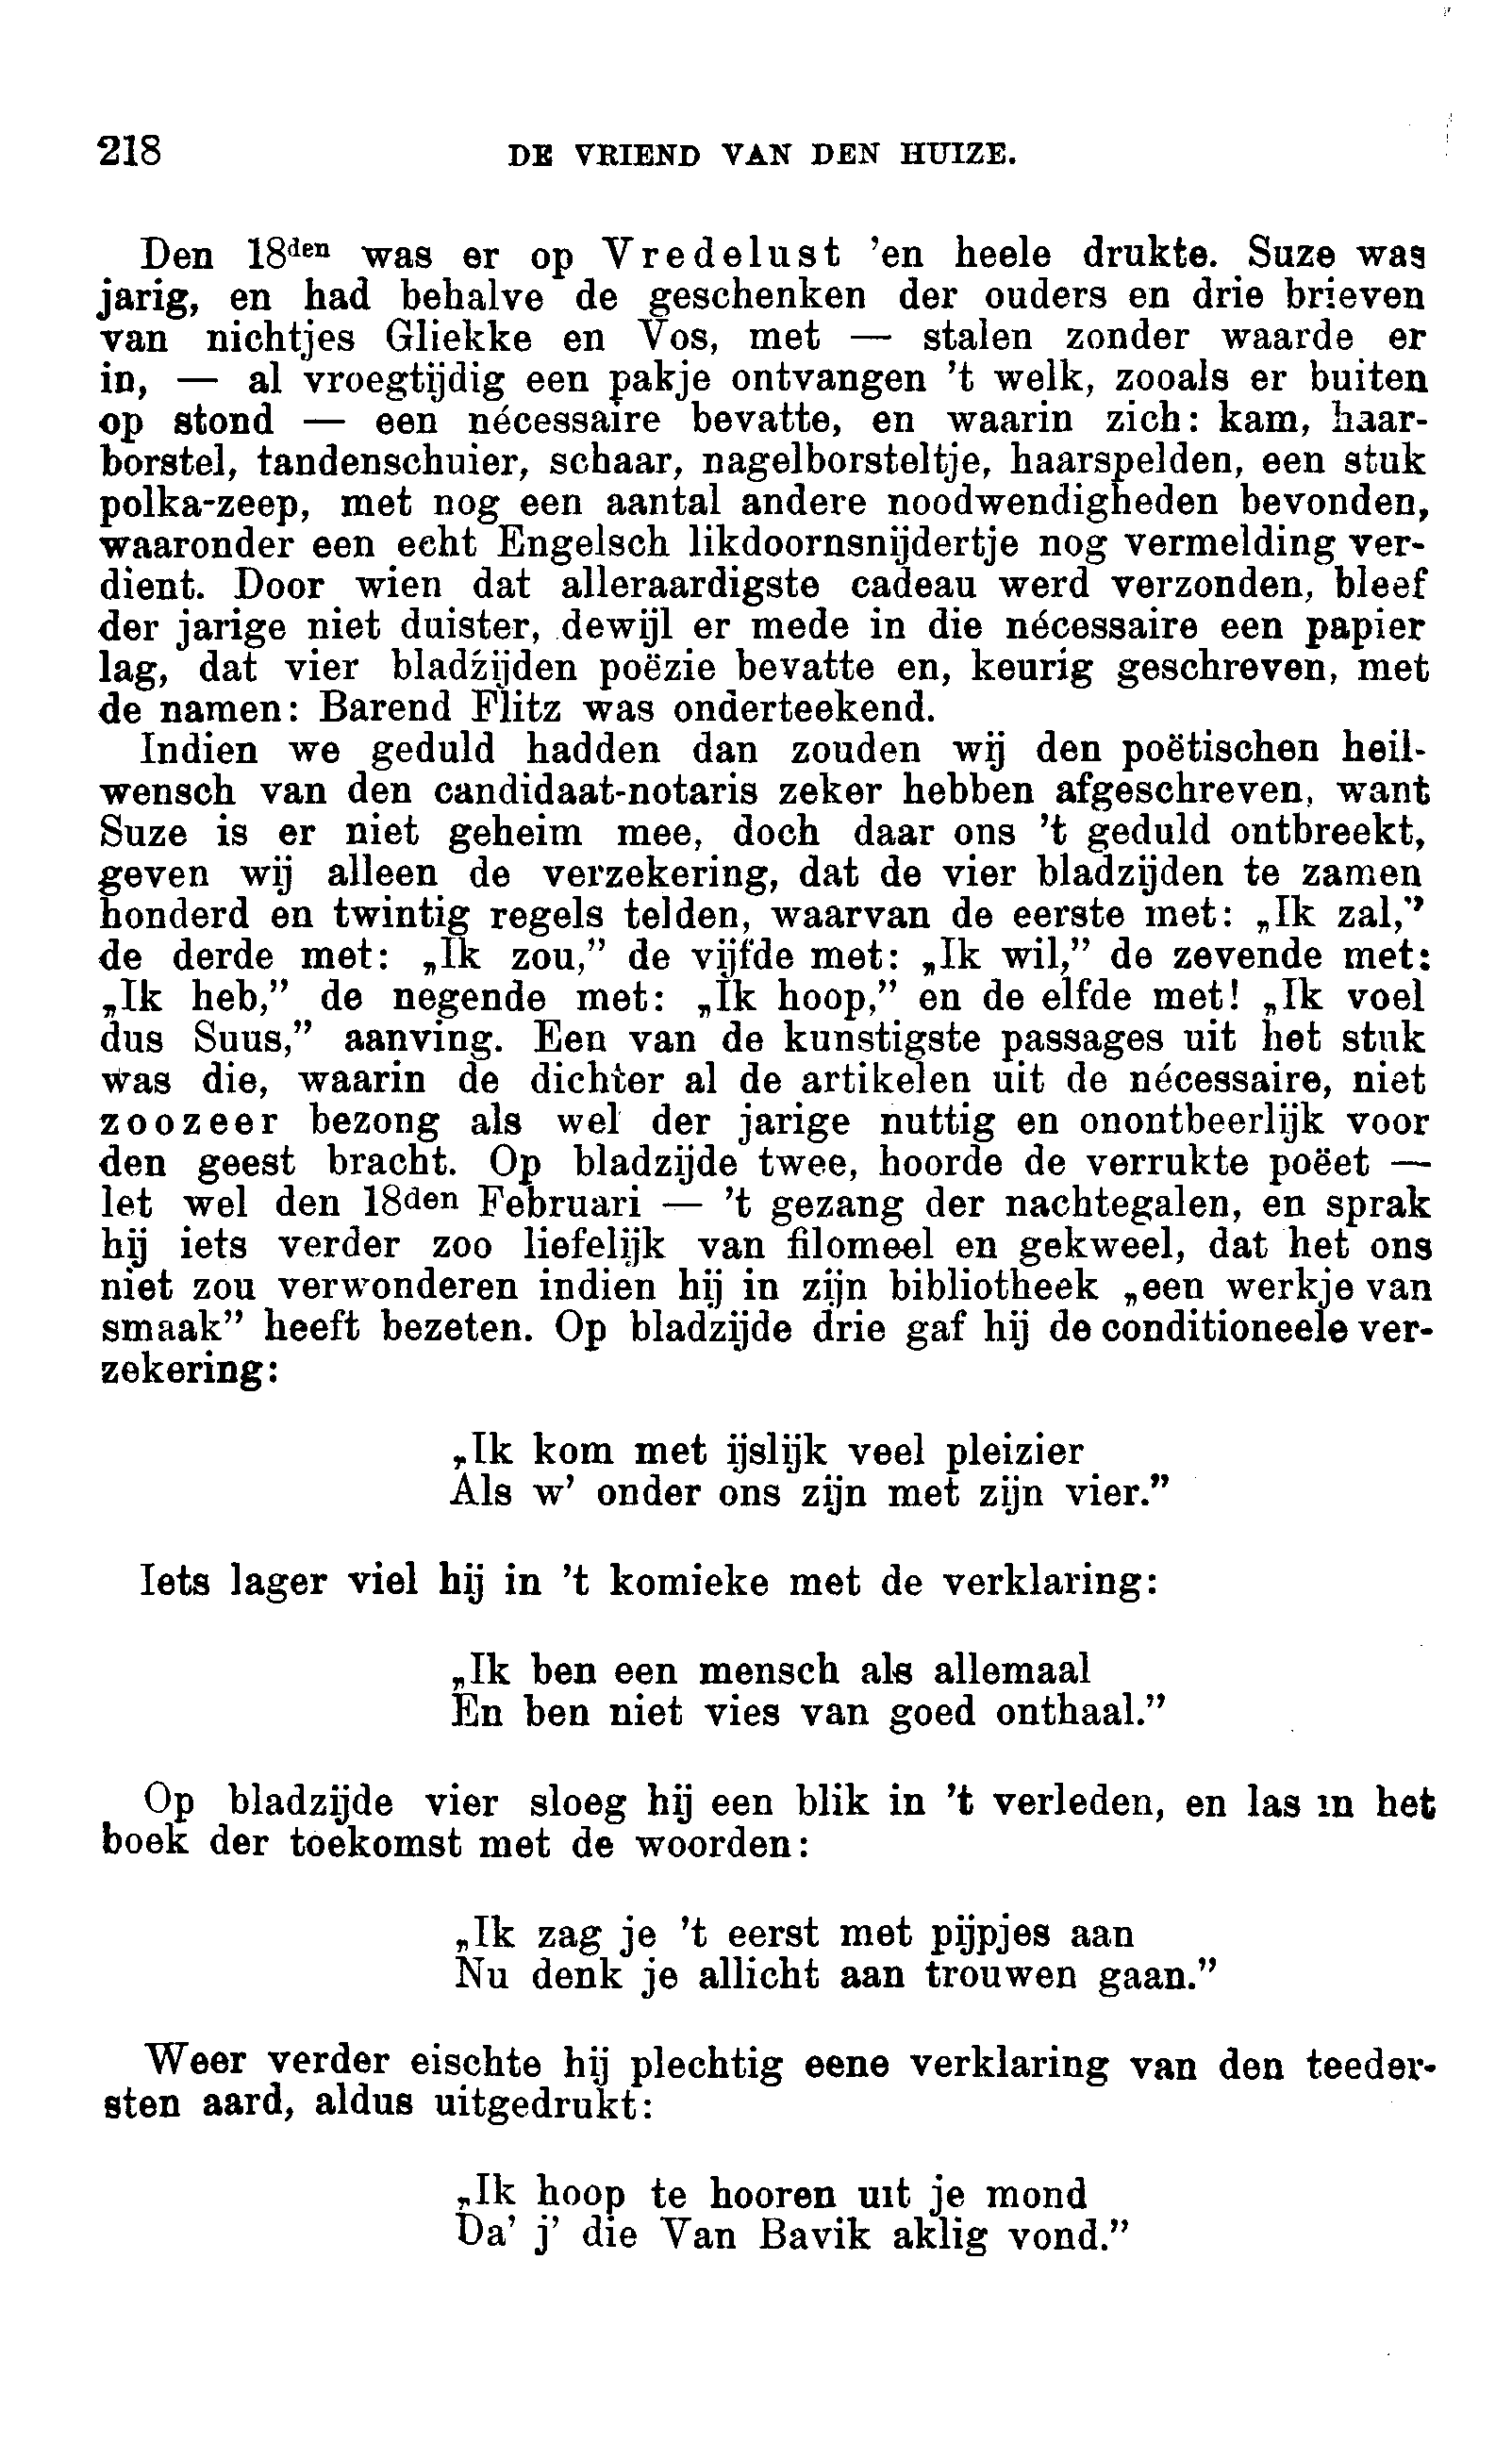 218 DE VRIEND VAN DEN HUIZE.
Den 18den was er op Vredelust 'en heele drukte. Suze was
jarig, en had behalve de geschenken der ouders en drie brieven
van nichtjes Gliekke en Vos, met — stalen zonder waarde er
in, — al vroegtijdig een pakje ontvangen 't welk, zooals er buiten
op stond — een nécessaire bevatte, en waarin zich: kam, haar-
borstel, tandenschuier, schaar, nagelborsteltje, haarspelden, een stuk
polka-zeep, met nog een aantal andere noodwendigheden bevonden,
waaronder een echt Engelsch likdoornsnijdertje nog vermelding ver-
dient. Door wien dat alleraardigste cadeau werd verzonden, bleef
der jarige niet duister, dewijl er mede in die nécessaire een papier
lag, dat vier bladzijden poëzie bevatte en, keurig geschreven, met
de namen: Barend Flitz was onderteekend.
Indien we geduld hadden dan zouden wij den poëtischen heil-
wensch van den candidaat-notaris zeker hebben afgeschreven, want
Suze is er niet geheim mee, doch daar ons 't geduld ontbreekt,
geven wij alleen de verzekering, dat de vier bladzijden te zamen
honderd en twintig regels telden, waarvan de eerste met: „Ik zal,”
de derde met: „Ik zou,” de vijfde met: „Ik wil,” de zevende met:
„Ik heb,” de negende met: „Ik hoop,” en de elfde met! „Ik voel
dus Suus,” aanving. Een van de kunstigste passages uit het stuk
was die, waarin de dichter al de artikelen uit de nécessaire, niet
zoozeer bezong als wel der jarige nuttig en onontbeerlijk voor
den geest bracht. Op bladzijde twee, hoorde de verrukte poëet —
let wel den 18den Februari — 't gezang der nachtegalen, en sprak
hij iets verder zoo liefelijk van filomeel en gekweel, dat het ons
niet zou verwonderen indien hij in zijn bibliotheek „een werkje van
smaak” heeft bezeten. Op bladzijde drie gaf hij de conditioneele ver-
zekering:
„Ik kom met ijslijk veel pleizier
Als w' onder ons zijn met zijn vier.”
Iets lager viel hij in 't komieke met de verklaring:
„Ik ben een mensch als allemaal
En ben niet vies van goed onthaal.”
Op bladzijde vier sloeg hij een blik in 't verleden, en las in het
boek der toekomst met de woorden:
„Ik zag je 't eerst met pijpjes aan
Nu denk je allicht aan trouwen gaan.”
Weer verder eischte hij plechtig eene verklaring van den teeder-
sten aard, aldus uitgedrukt:
„Ik hoop te hooren uit je mond
Da' j' die Van Bavik aklig vond.”